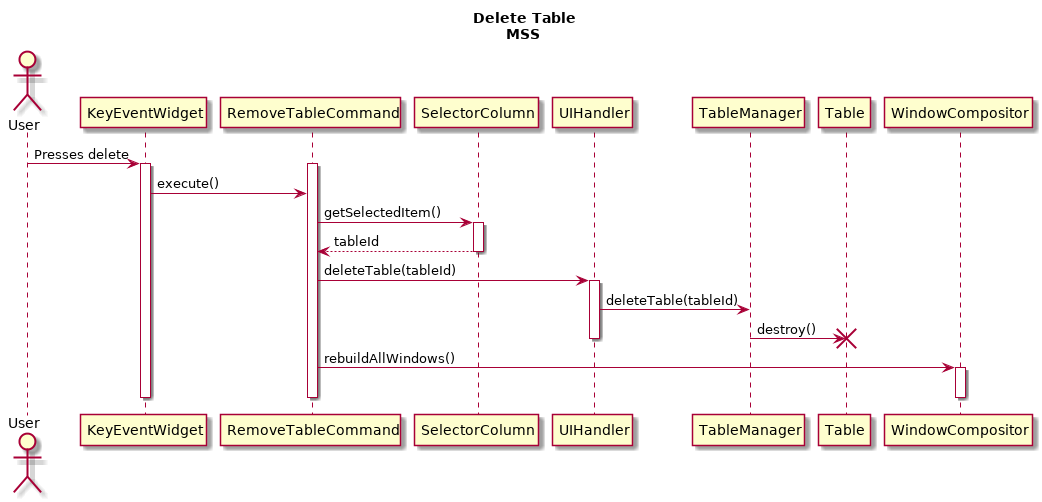 Delete Table
MSS
User
KeyEventWidget
RemoveTableCommand
SelectorColumn
UIHandler
TableManager
Table
WindowCompositor
Presses delete
execute()
getSelectedItem()
tableId
deleteTable(tableId)
deleteTable(tableId)
destroy()
rebuildAllWindows()
User
KeyEventWidget
RemoveTableCommand
SelectorColumn
UIHandler
TableManager
Table
WindowCompositor